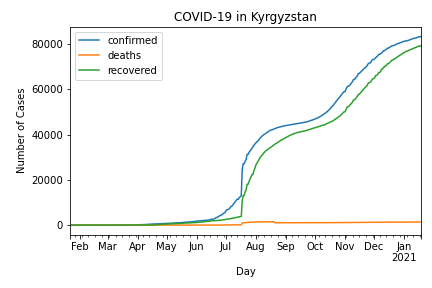 COVID-19 in Kyrgyzstan
confirmed
deaths
recovered
Number of Cases
80000
60000
40000
20000
0
Feb Mar Apr May Jun Jul Aug Sep Oct Nov Dec Jan
2021
Day